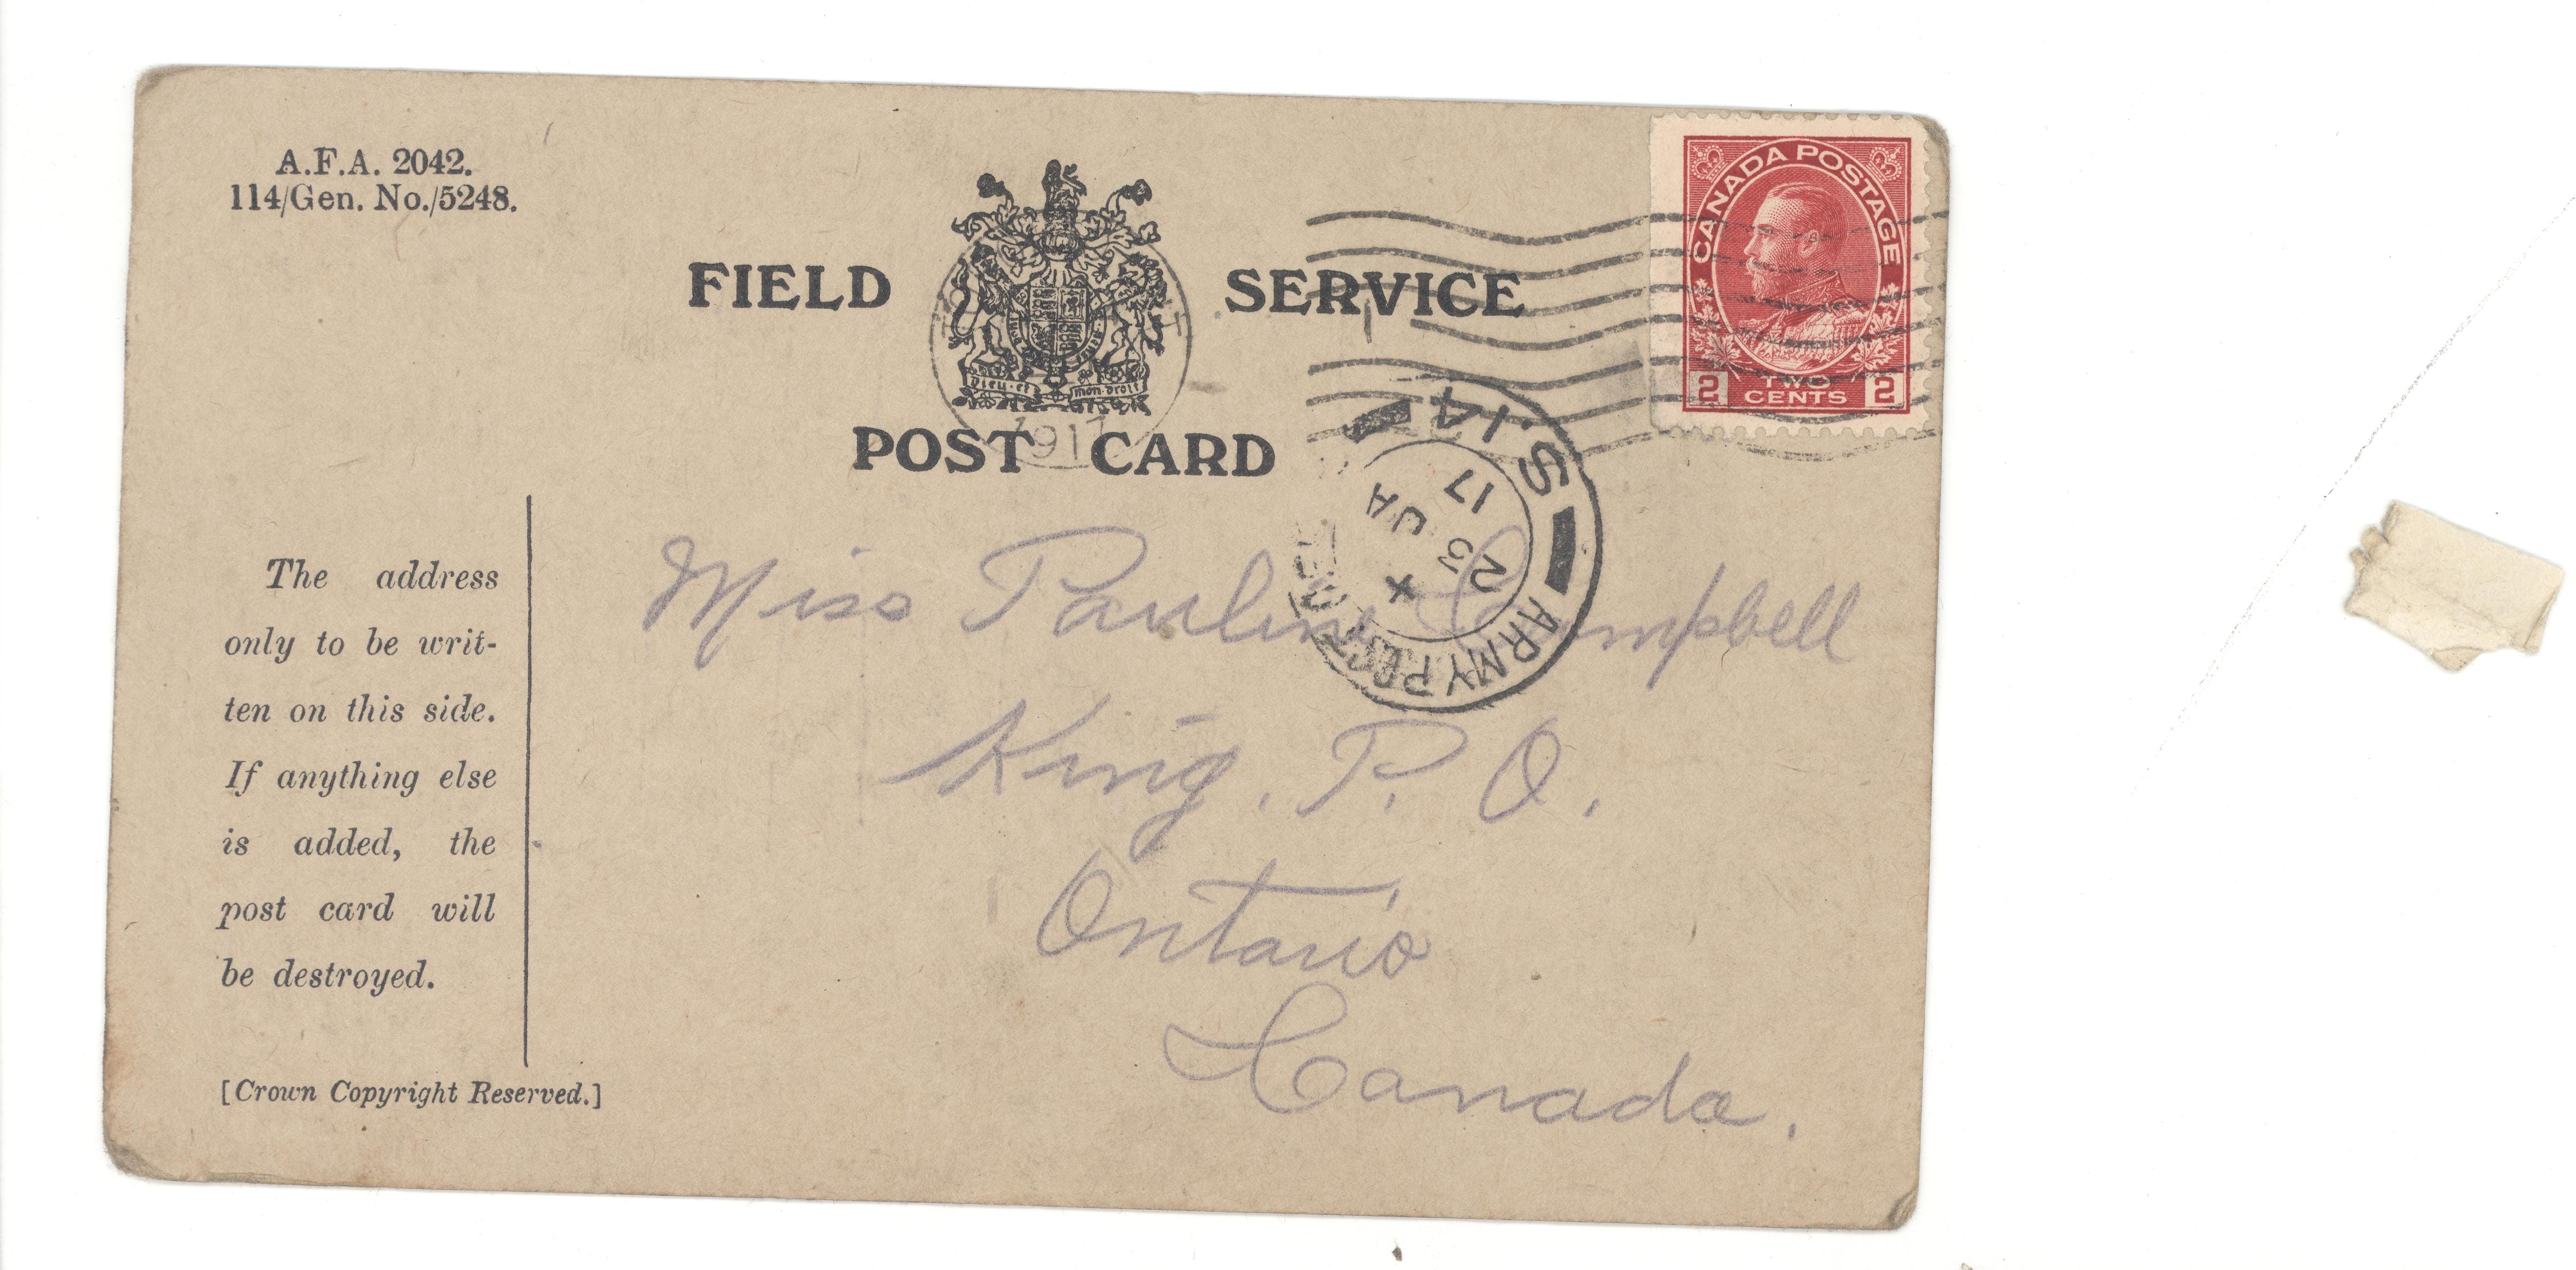 A.F.A. 2042.
114/Gen. No./5248.
FIELD SERVICE
POST CARD
Dieu et mon droit
1917
CANADA POSTAGE
2 TWO CENTS 2
S.14
ARMY POST
X
23 JA
17
The address
only to be writ-
ten on this side.
If anything else
is added, the
post card will
be destroyed.
[Crown Copyright Reserved.]
Miss Pauline Campbell
King. P. O.
Ontario
Canada.